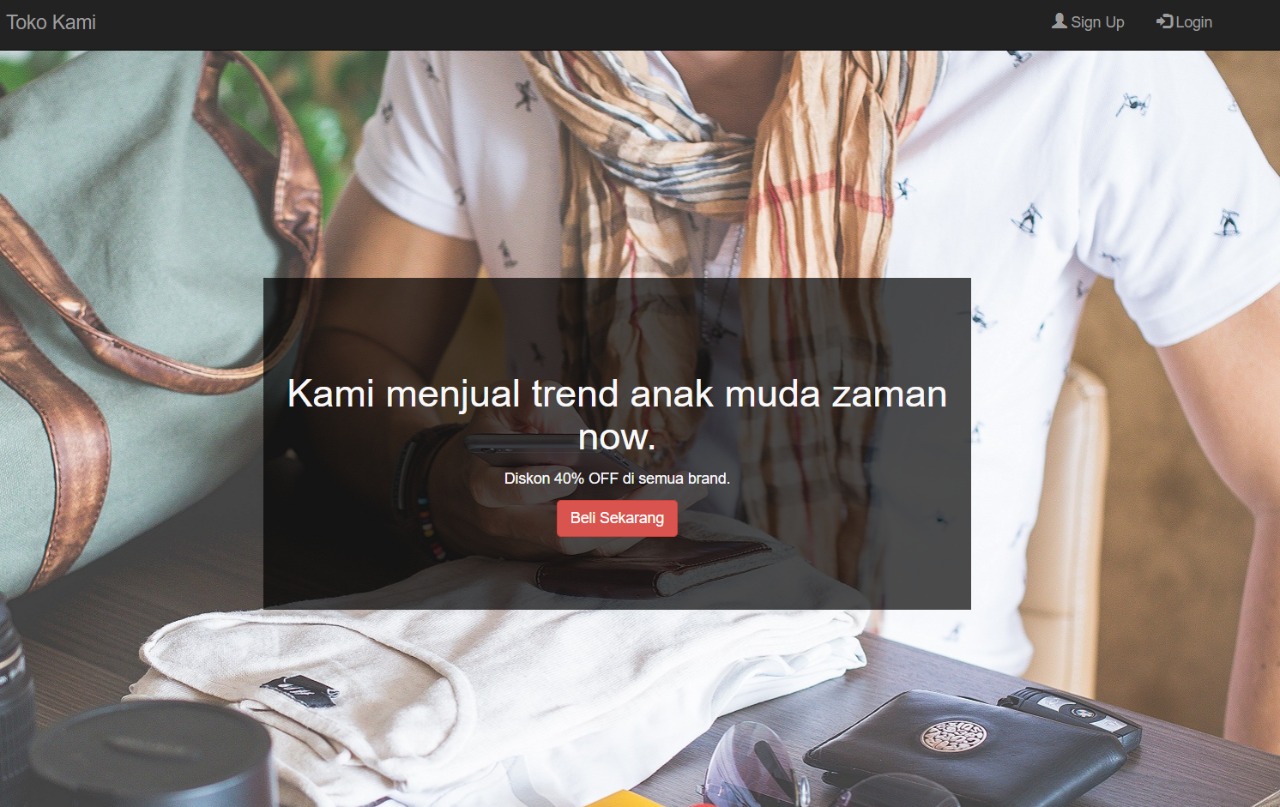 Toko Kami
Sign Up
Login
Kami menjual trend anak muda zaman
now.
Diskon 40% OFF di semua brand.
Beli Sekarang